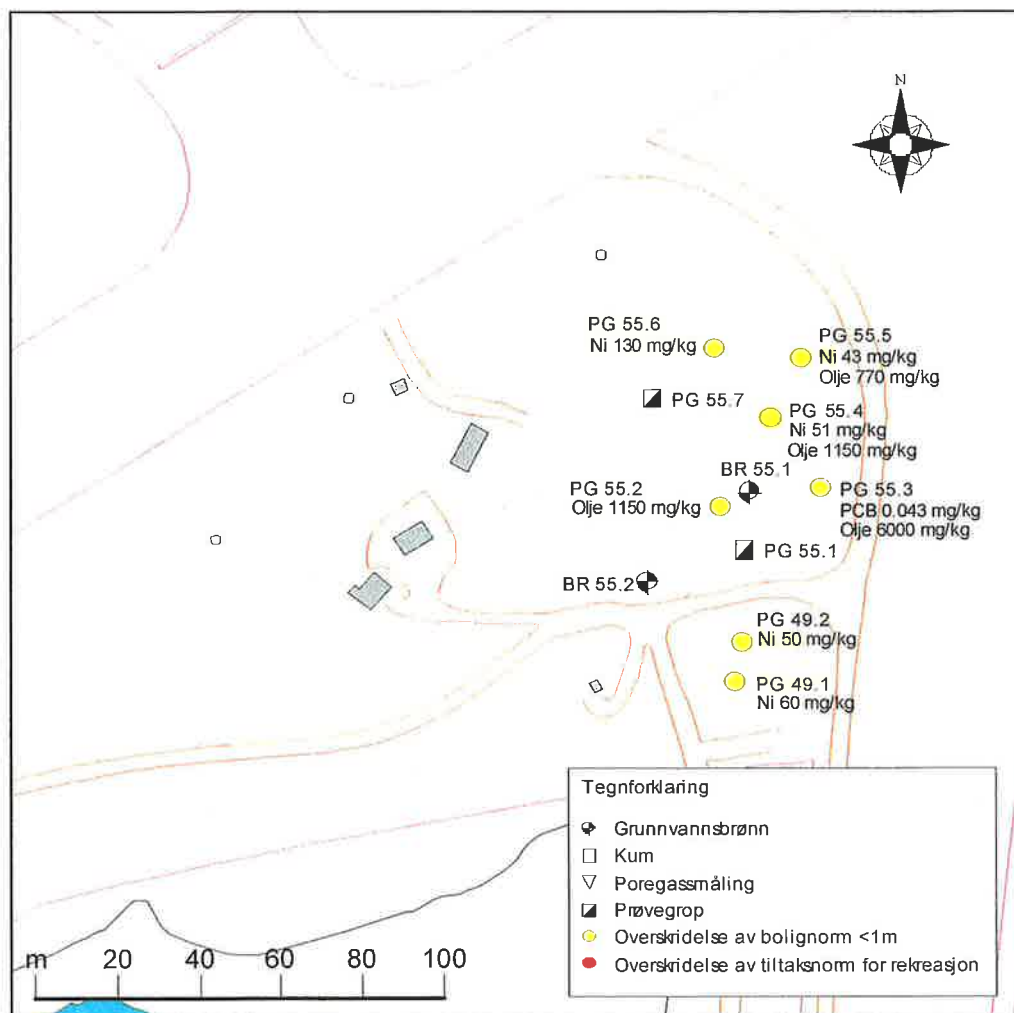 N
PG 55.6
Ni 130 mg/kg
PG 55.5
Ni 43 mg/kg
Olje 770 mg/kg
PG 55.7
PG 55.4
Ni 51 mg/kg
Olje 1150 mg/kg
BR 55.1
PG 55.2
Olje 1150 mg/kg
PG 55.3
PCB 0.043 mg/kg
Olje 6000 mg/kg
PG 55.1
BR 55.2
PG 49.2
Ni 50 mg/kg
PG 49.1
Ni 60 mg/kg
Tegnforklaring
Grunnvannsbrønn
Kum
Poregassmåling
Prøvegrop
Overskridelse av bolignorm <1m
Overskridelse av tiltaksnorm for rekreasjon
m 20 40 60 80 100